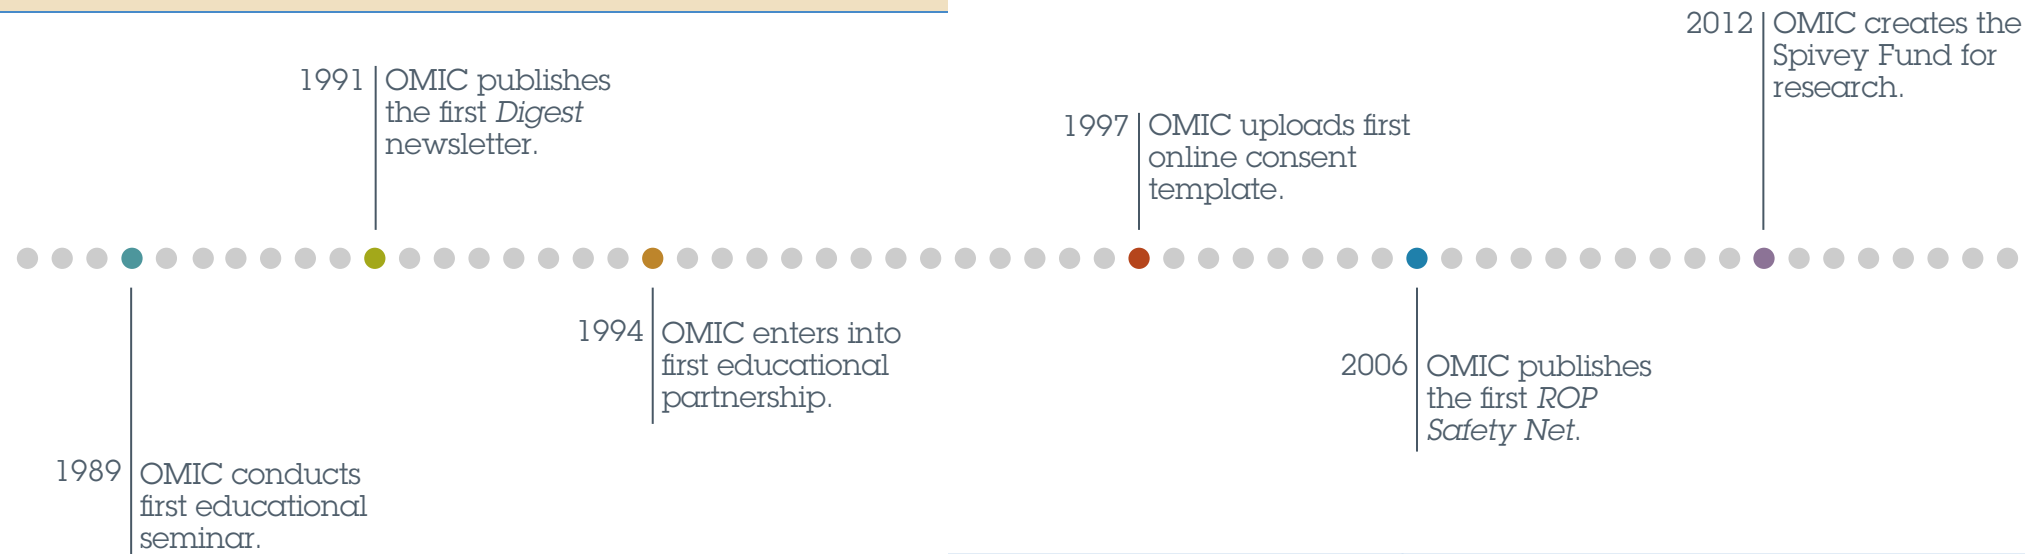 1989
OMIC conducts
first educational
seminar.
1991
OMIC publishes
the first Digest
newsletter.
1994
OMIC enters into
first educational
partnership.
1997
OMIC uploads first
online consent
template.
2006
OMIC publishes
the first ROP
Safety Net.
2012
OMIC creates the
Spivey Fund for
research.